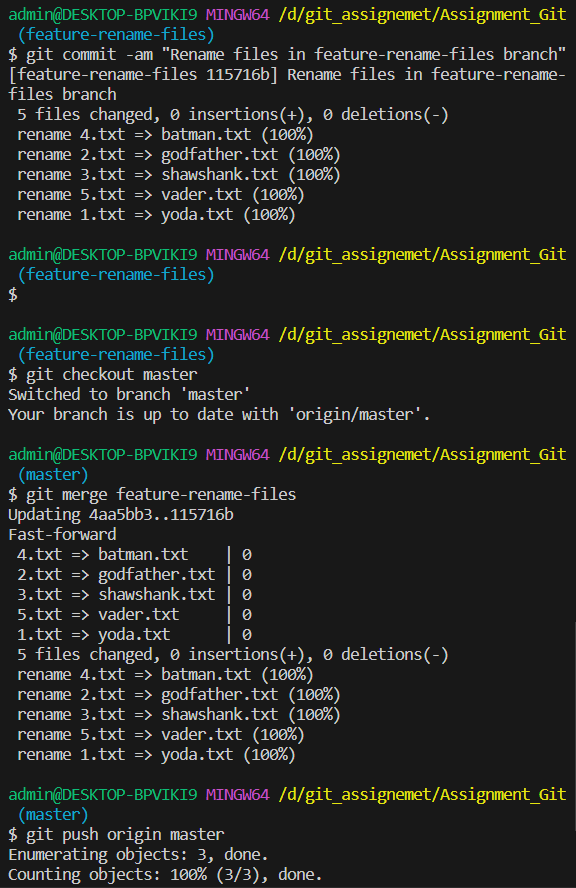 admin@DESKTOP-BPVIKI9 MINGW64 /d/git_assignemet/Assignment_Git
(feature-rename-files)
$ git commit -am "Rename files in feature-rename-files branch"
[feature-rename-files 115716b] Rename files in feature-rename-
files branch
5 files changed, 0 insertions(+), 0 deletions(-)
rename 4.txt => batman.txt (100%)
rename 2.txt => godfather.txt (100%)
rename 3.txt => shawshank.txt (100%)
rename 5.txt => vader.txt (100%)
rename 1.txt => yoda.txt (100%)
admin@DESKTOP-BPVIKI9 MINGW64 /d/git_assignemet/Assignment_Git
(feature-rename-files)
$
admin@DESKTOP-BPVIKI9 MINGW64 /d/git_assignemet/Assignment_Git
(feature-rename-files)
$ git checkout master
Switched to branch 'master'
Your branch is up to date with 'origin/master'.
admin@DESKTOP-BPVIKI9 MINGW64 /d/git_assignemet/Assignment_Git
(master)
$ git merge feature-rename-files
Updating 4aa5bb3..115716b
Fast-forward
4.txt => batman.txt    | 0
2.txt => godfather.txt | 0
3.txt => shawshank.txt | 0
5.txt => vader.txt     | 0
1.txt => yoda.txt      | 0
5 files changed, 0 insertions(+), 0 deletions(-)
rename 4.txt => batman.txt (100%)
rename 2.txt => godfather.txt (100%)
rename 3.txt => shawshank.txt (100%)
rename 5.txt => vader.txt (100%)
rename 1.txt => yoda.txt (100%)
admin@DESKTOP-BPVIKI9 MINGW64 /d/git_assignemet/Assignment_Git
(master)
$ git push origin master
Enumerating objects: 3, done.
Counting objects: 100% (3/3), done.